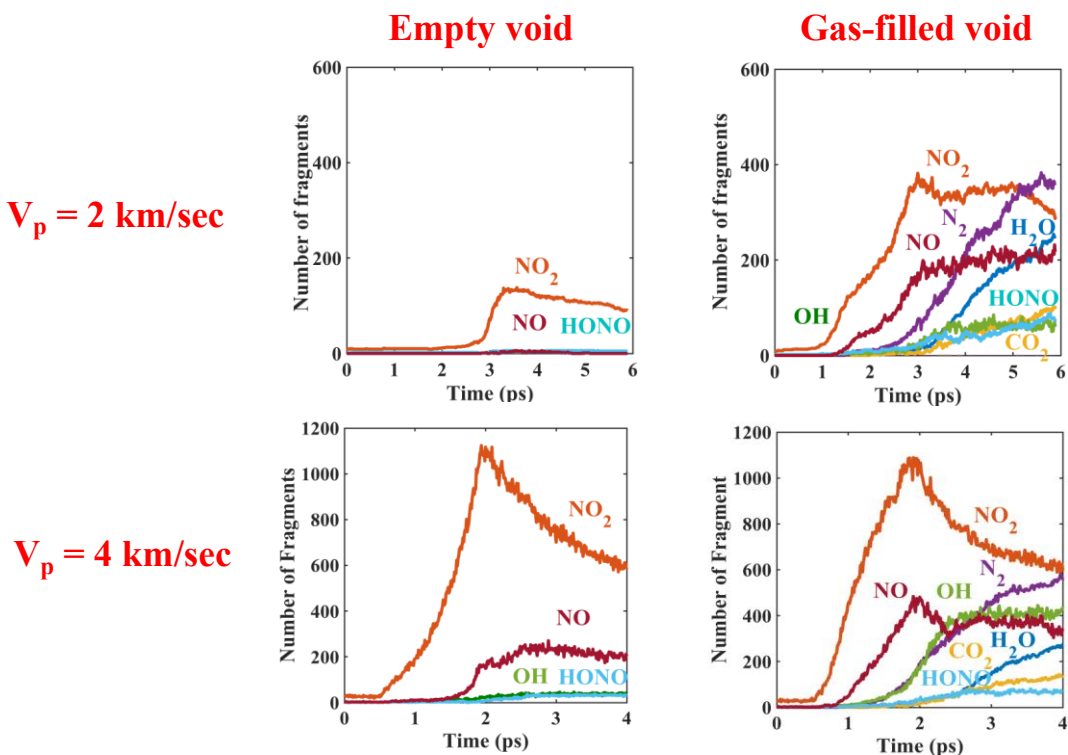 Empty void
Gas-filled void
V_p = 2 km/sec
V_p = 4 km/sec
600
400
200
0
Number of fragments
NO₂
NO
HONO
0 1 2 3 4 5 6
Time (ps)
600
400
200
0
Number of fragments
NO₂
N₂
NO
H₂O
OH
HONO
CO₂
0 1 2 3 4 5 6
Time (ps)
1200
1000
800
600
400
200
0
Number of Fragments
NO₂
NO
OH
HONO
0 1 2 3 4
Time (ps)
1200
1000
800
600
400
200
0
Number of Fragment
NO₂
N₂
NO
OH
H₂O
CO₂
HONO
0 1 2 3 4
Time (ps)